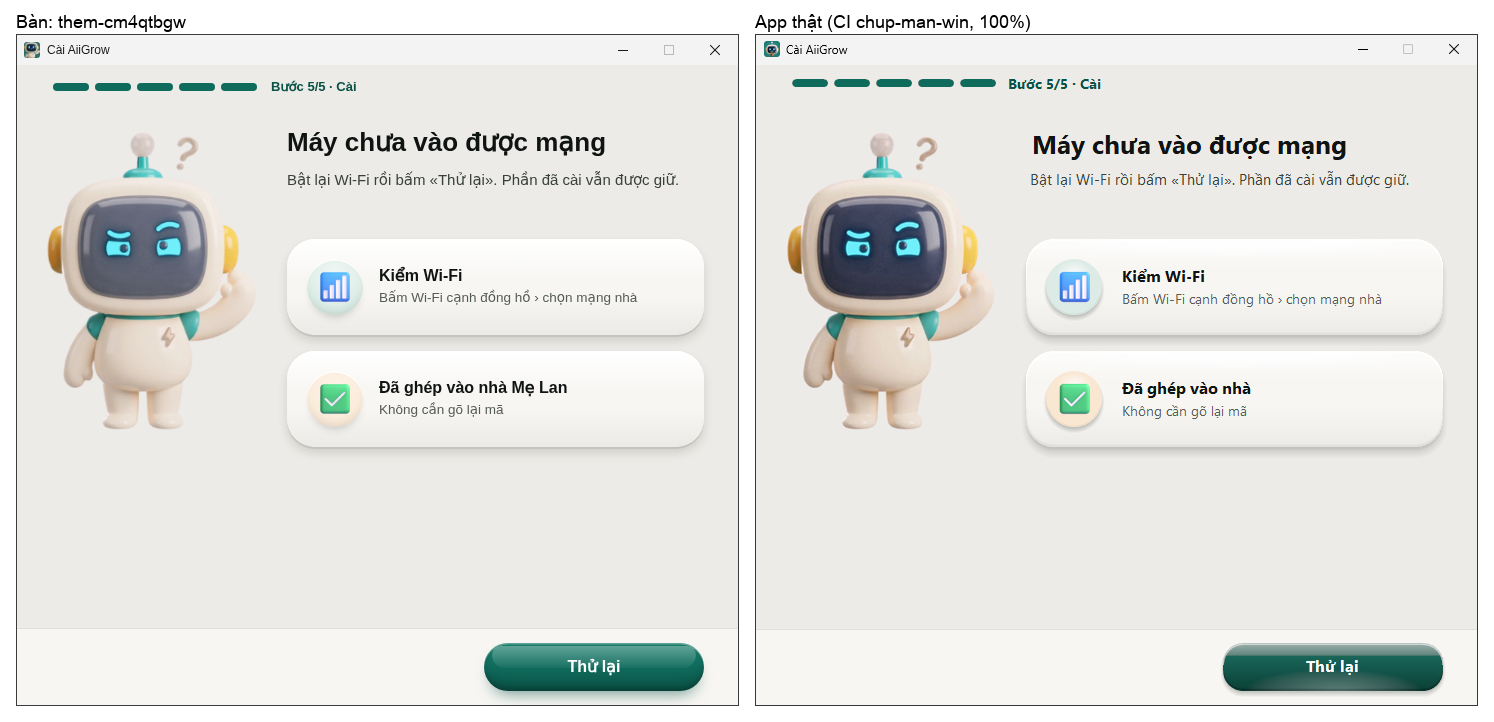 Bàn: them-cm4qtbgw
Cài AiiGrow
Bước 5/5 · Cài
Máy chưa vào được mạng
Bật lại Wi-Fi rồi bấm «Thử lại». Phần đã cài vẫn được giữ.
Kiểm Wi-Fi
Bấm Wi-Fi cạnh đồng hồ › chọn mạng nhà
Đã ghép vào nhà Mẹ Lan
Không cần gõ lại mã
Thử lại
App thật (CI chup-man-win, 100%)
Cài AiiGrow
Bước 5/5 · Cài
Máy chưa vào được mạng
Bật lại Wi-Fi rồi bấm «Thử lại». Phần đã cài vẫn được giữ.
Kiểm Wi-Fi
Bấm Wi-Fi cạnh đồng hồ › chọn mạng nhà
Đã ghép vào nhà
Không cần gõ lại mã
Thử lại